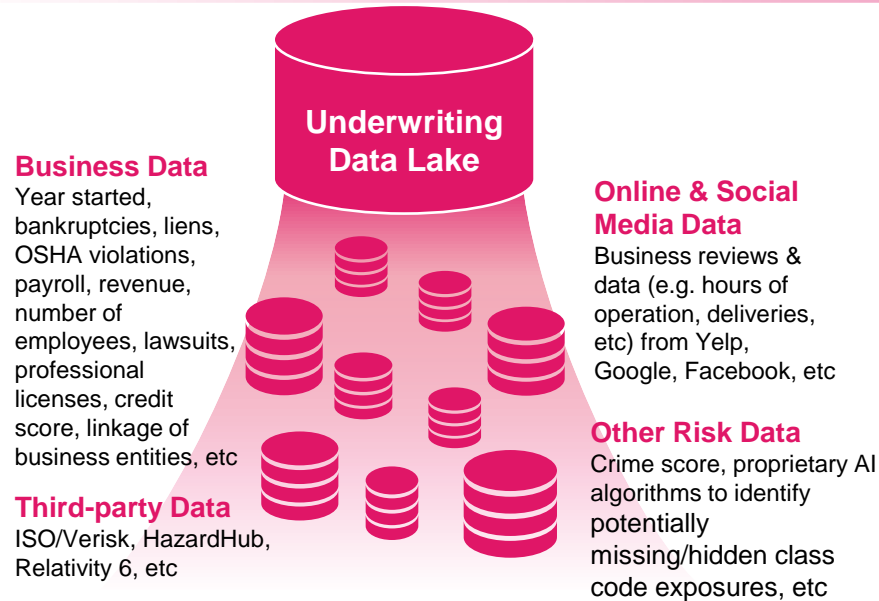 Underwriting
Data Lake
Business Data
Year started,
bankruptcies, liens,
OSHA violations,
payroll, revenue,
number of
employees, lawsuits,
professional
licenses, credit
score, linkage of
business entities, etc
Third-party Data
ISO/Verisk, HazardHub,
Relativity 6, etc
Online & Social
Media Data
Business reviews &
data (e.g. hours of
operation, deliveries,
etc) from Yelp,
Google, Facebook, etc
Other Risk Data
Crime score, proprietary AI
algorithms to identify
potentially
missing/hidden class
code exposures, etc